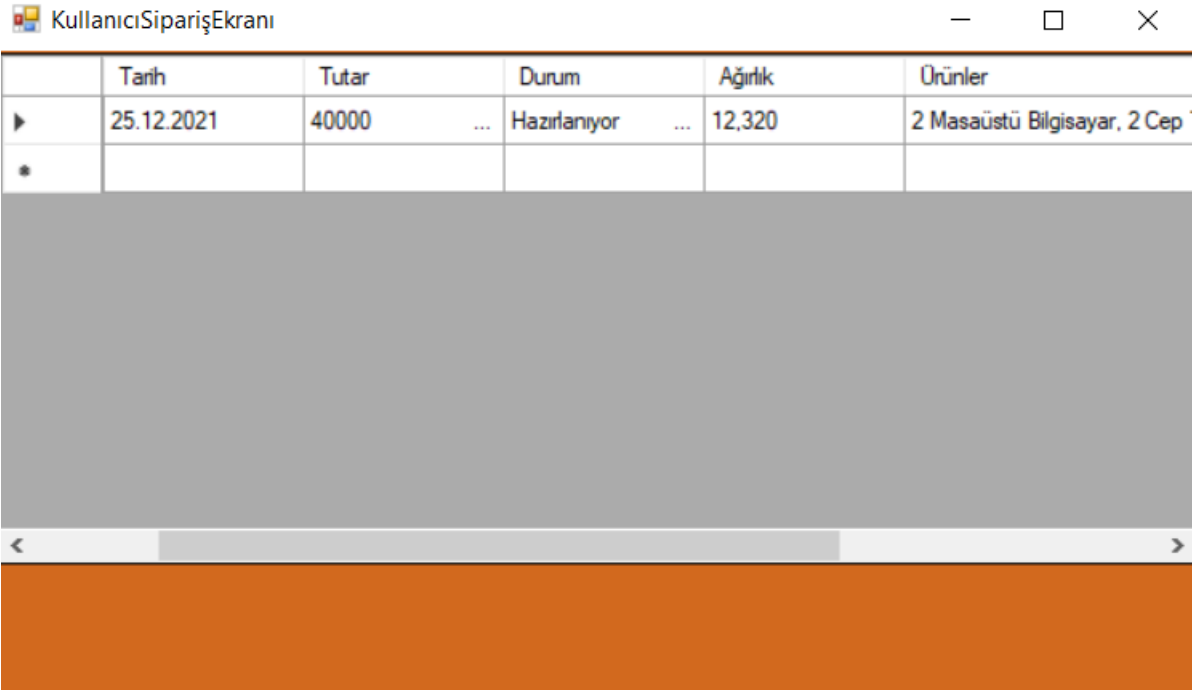 KullanıcıSiparişEkranı
Tarih Tutar Durum Ağırlık Ürünler
25.12.2021 40000 ... Hazırlanıyor ... 12,320 2 Masaüstü Bilgisayar, 2 Cep